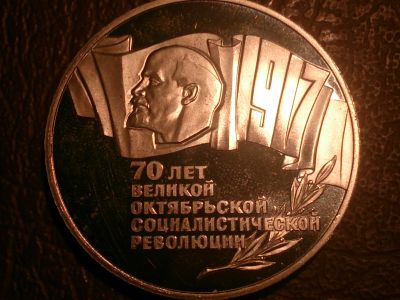 1917
70 ЛЕТ
ВЕЛИКОЙ
ОКТЯБРЬСКОЙ
СОЦИАЛИСТИЧЕСКОЙ
РЕВОЛЮЦИИ